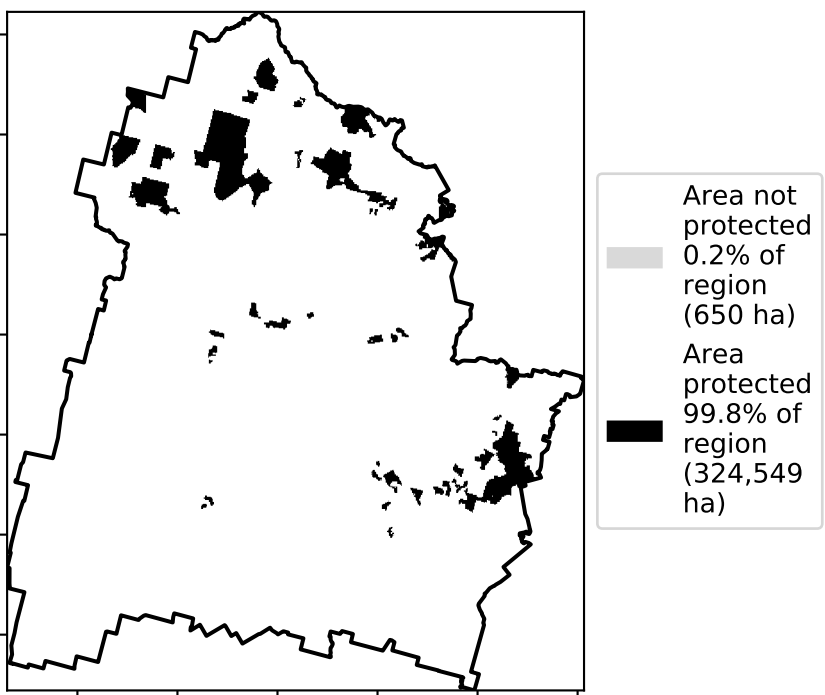 Area not
protected
0.2% of
region
(650 ha)
Area
protected
99.8% of
region
(324,549
ha)